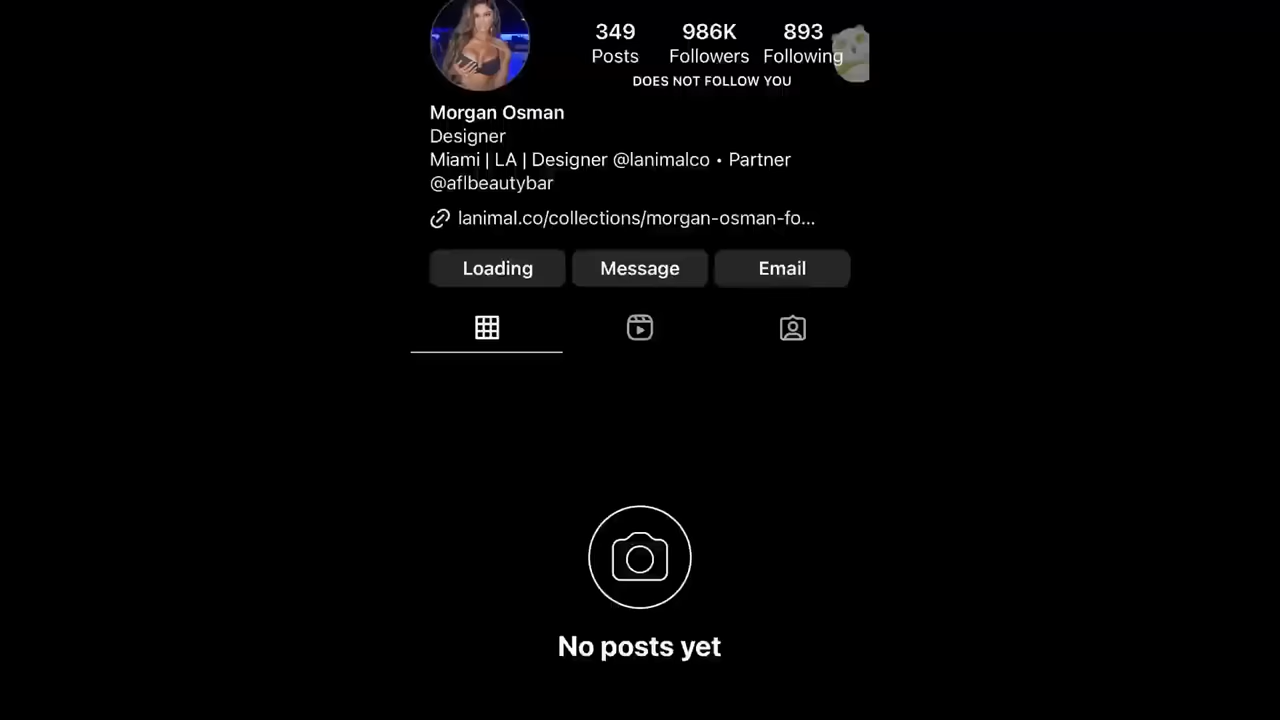 349 986K 893
Posts Followers Following
DOES NOT FOLLOW YOU
Morgan Osman
Designer
Miami | LA | Designer @lanimalco • Partner
@aflbeautybar
lanimal.co/collections/morgan-osman-fo...
Loading Message Email
No posts yet